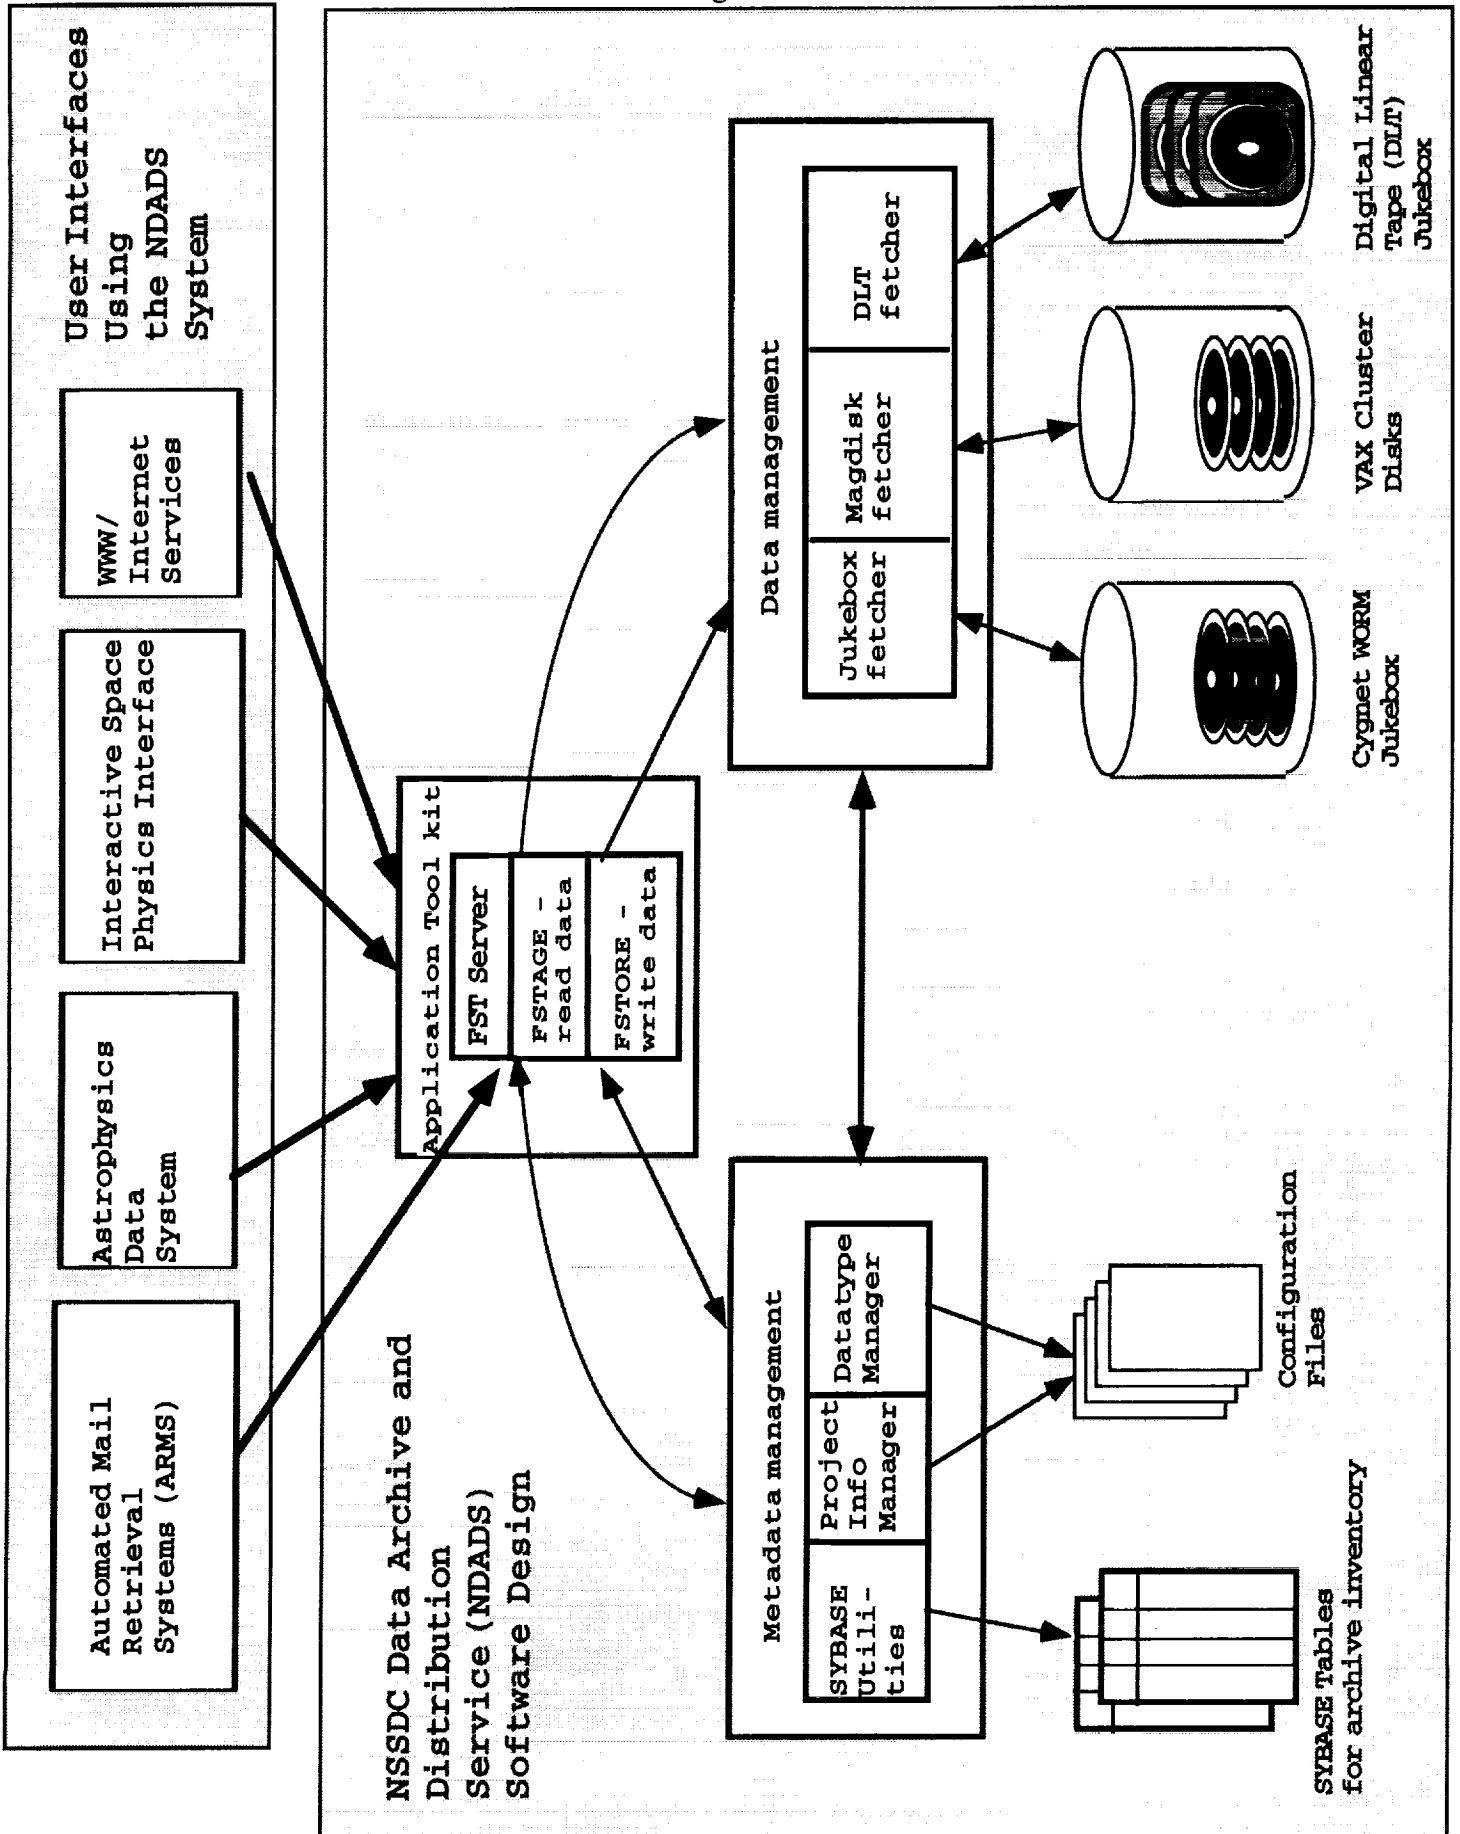 Automated Mail
Retrieval
Systems (ARMS)
Astrophysics
Data
System
Interactive Space
Physics Interface
WWW/
Internet
Services
User Interfaces
Using
the NDADS
System
NSSDC Data Archive and
Distribution
Service (NDADS)
Software Design
Application Tool kit
FST Server
FSTAGE -
read data
FSTORE -
write data
Metadata management
SYBASE
Utili-
ties
Project
Info
Manager
Datatype
Manager
Data management
Jukebox
fetcher
Magdisk
fetcher
DLT
fetcher
SYBASE Tables
for archive inventory
Configuration
Files
Cygnet WORM
Jukebox
VAX Cluster
Disks
Digital Linear
Tape (DLT)
Jukebox